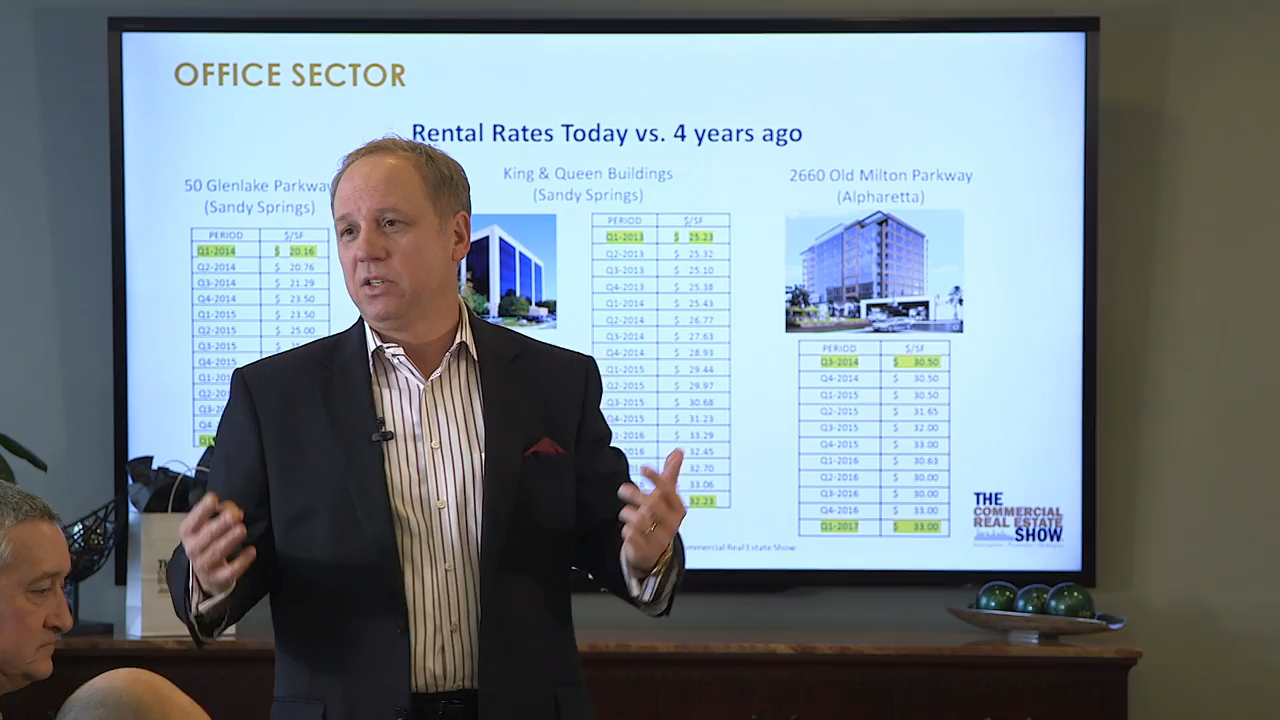 OFFICE SECTOR
Rental Rates Today vs. 4 years ago
50 Glenlake Parkway
(Sandy Springs)
PERIOD $/SF
Q1-2014 $ 20.16
Q2-2014 $ 20.76
Q3-2014 $ 21.29
Q4-2014 $ 23.50
Q1-2015 $ 23.50
Q2-2015 $ 25.00
Q3-2015 $
Q4-2015
King & Queen Buildings
(Sandy Springs)
PERIOD $/SF
Q1-2013 $ 25.23
Q2-2013 $ 25.32
Q3-2013 $ 25.10
Q4-2013 $ 25.38
Q1-2014 $ 25.43
Q2-2014 $ 26.77
Q3-2014 $ 27.63
Q4-2014 $ 28.93
Q1-2015 $ 29.44
Q2-2015 $ 29.97
Q3-2015 $ 30.68
Q4-2015 $ 31.23
Q1-2016 $ 33.29
2016 $ 32.45
32.70
33.06
32.23
2660 Old Milton Parkway
(Alpharetta)
PERIOD $/SF
Q3-2014 $ 30.50
Q4-2014 $ 30.50
Q1-2015 $ 30.50
Q2-2015 $ 31.65
Q3-2015 $ 32.00
Q4-2015 $ 33.00
Q1-2016 $ 30.63
Q2-2016 $ 30.00
Q3-2016 $ 30.00
Q4-2016 $ 33.00
Q1-2017 $ 33.00
THE
COMMERCIAL
REAL ESTATE
SHOW
Real Estate Show